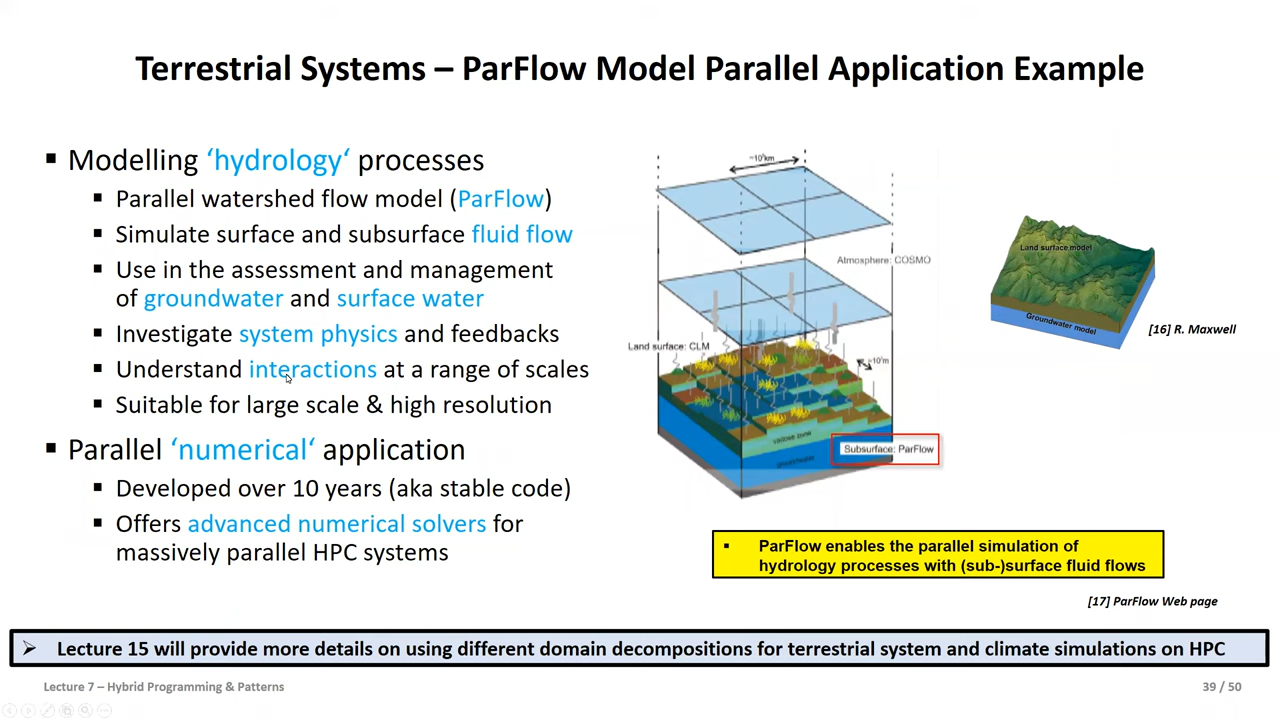 Terrestrial Systems – ParFlow Model Parallel Application Example
▪ Modelling ‘hydrology‘ processes
▪ Parallel watershed flow model (ParFlow)
▪ Simulate surface and subsurface fluid flow
▪ Use in the assessment and management
of groundwater and surface water
▪ Investigate system physics and feedbacks
▪ Understand interactions at a range of scales
▪ Suitable for large scale & high resolution
▪ Parallel ‘numerical‘ application
▪ Developed over 10 years (aka stable code)
▪ Offers advanced numerical solvers for
massively parallel HPC systems
Atmosphere: COSMO
Land surface: CLM
vadose zone
Subsurface: ParFlow
Land surface model
Groundwater model
[16] R. Maxwell
▪ ParFlow enables the parallel simulation of
hydrology processes with (sub-)surface fluid flows
[17] ParFlow Web page
➢ Lecture 15 will provide more details on using different domain decompositions for terrestrial system and climate simulations on HPC
Lecture 7 – Hybrid Programming & Patterns
39 / 50